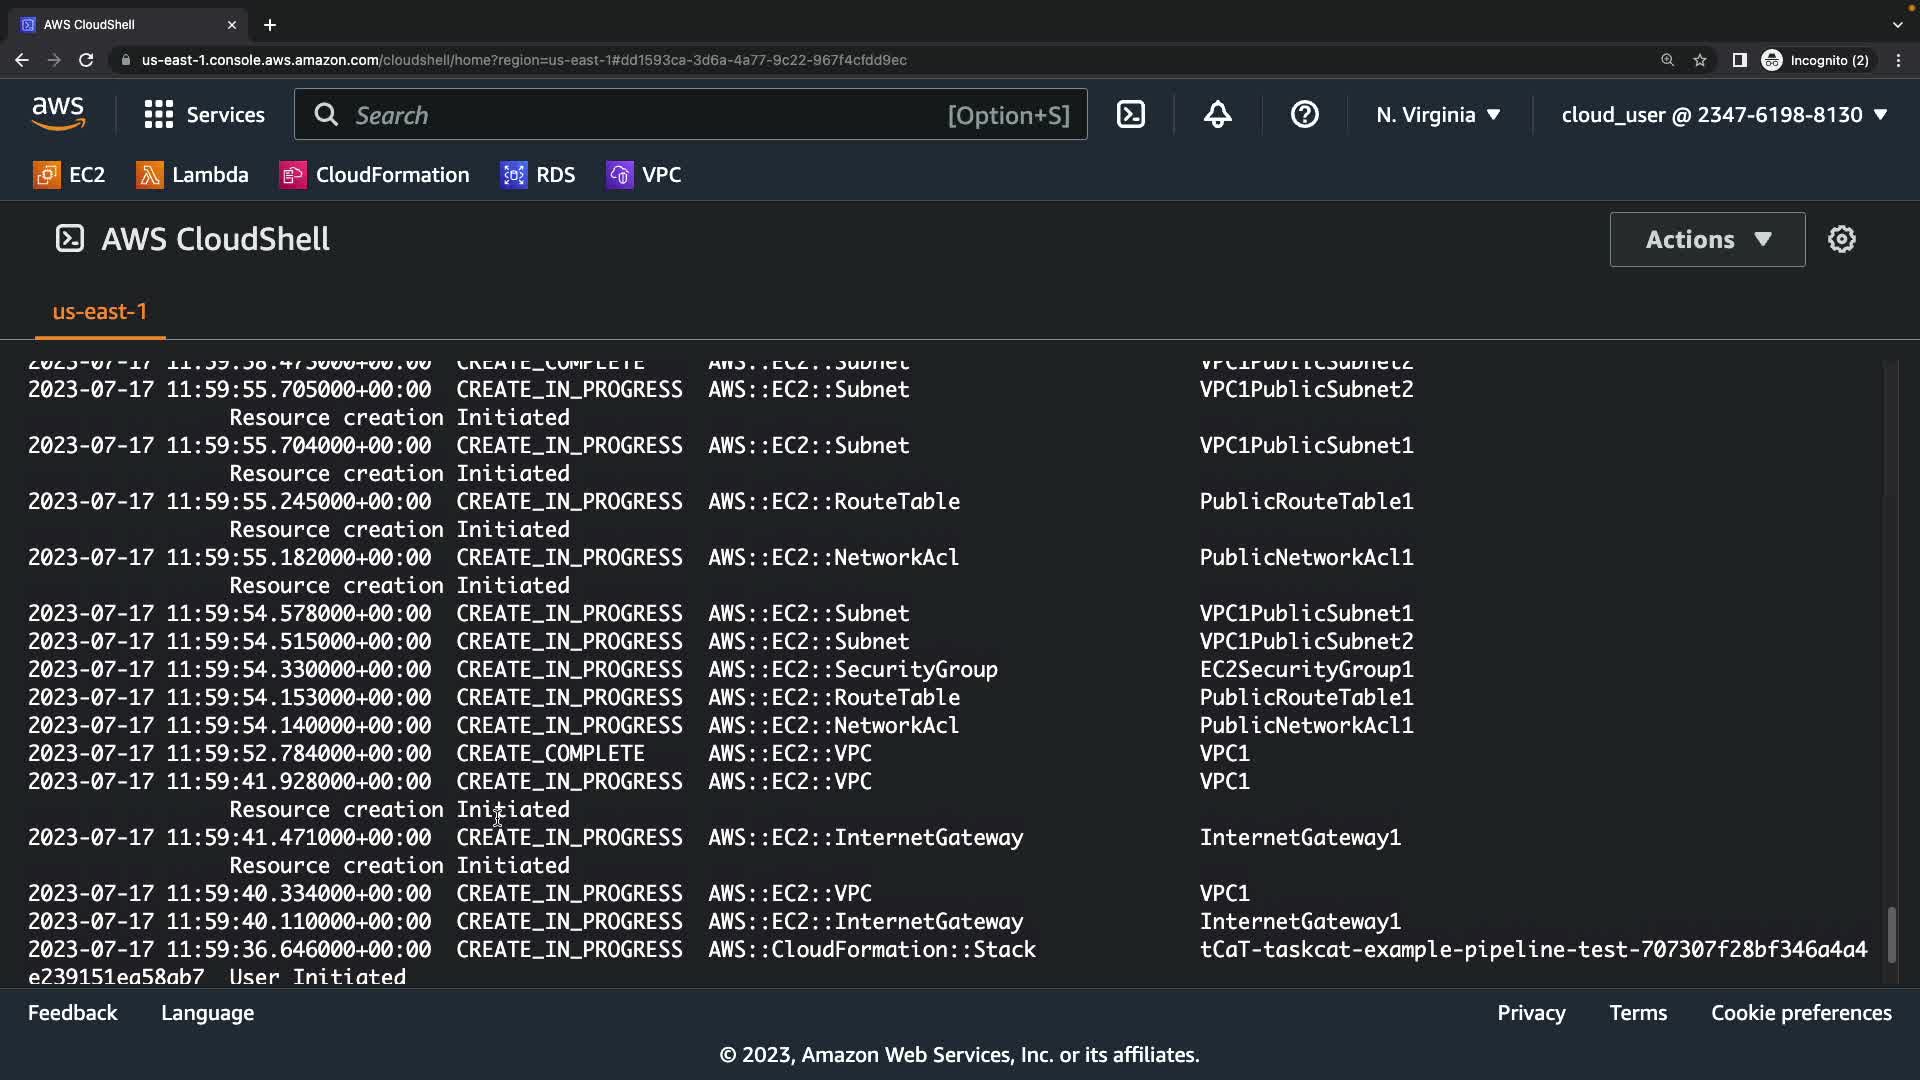 AWS CloudShell
us-east-1.console.aws.amazon.com/cloudshell/home?region=us-east-1#dd1593ca-3d6a-4a77-9c22-967f4cfdd9ec
Incognito (2)
aws
Services
Search
[Option+S]
N. Virginia
cloud_user @ 2347-6198-8130
EC2
Lambda
CloudFormation
RDS
VPC
AWS CloudShell
Actions
us-east-1
2023-07-17 11:59:58.473000+00:00 CREATE_COMPLETE AWS::EC2::Subnet VPC1PublicSubnet2
2023-07-17 11:59:55.705000+00:00 CREATE_IN_PROGRESS AWS::EC2::Subnet VPC1PublicSubnet2
Resource creation Initiated
2023-07-17 11:59:55.704000+00:00 CREATE_IN_PROGRESS AWS::EC2::Subnet VPC1PublicSubnet1
Resource creation Initiated
2023-07-17 11:59:55.245000+00:00 CREATE_IN_PROGRESS AWS::EC2::RouteTable PublicRouteTable1
Resource creation Initiated
2023-07-17 11:59:55.182000+00:00 CREATE_IN_PROGRESS AWS::EC2::NetworkAcl PublicNetworkAcl1
Resource creation Initiated
2023-07-17 11:59:54.578000+00:00 CREATE_IN_PROGRESS AWS::EC2::Subnet VPC1PublicSubnet1
2023-07-17 11:59:54.515000+00:00 CREATE_IN_PROGRESS AWS::EC2::Subnet VPC1PublicSubnet2
2023-07-17 11:59:54.330000+00:00 CREATE_IN_PROGRESS AWS::EC2::SecurityGroup EC2SecurityGroup1
2023-07-17 11:59:54.153000+00:00 CREATE_IN_PROGRESS AWS::EC2::RouteTable PublicRouteTable1
2023-07-17 11:59:54.140000+00:00 CREATE_IN_PROGRESS AWS::EC2::NetworkAcl PublicNetworkAcl1
2023-07-17 11:59:52.784000+00:00 CREATE_COMPLETE AWS::EC2::VPC VPC1
2023-07-17 11:59:41.928000+00:00 CREATE_IN_PROGRESS AWS::EC2::VPC VPC1
Resource creation Initiated
2023-07-17 11:59:41.471000+00:00 CREATE_IN_PROGRESS AWS::EC2::InternetGateway InternetGateway1
Resource creation Initiated
2023-07-17 11:59:40.334000+00:00 CREATE_IN_PROGRESS AWS::EC2::VPC VPC1
2023-07-17 11:59:40.110000+00:00 CREATE_IN_PROGRESS AWS::EC2::InternetGateway InternetGateway1
2023-07-17 11:59:36.646000+00:00 CREATE_IN_PROGRESS AWS::CloudFormation::Stack tCaT-taskcat-example-pipeline-test-707307f28bf346a4a4
e239151ea58ab7 User Initiated
Feedback
Language
Privacy
Terms
Cookie preferences
© 2023, Amazon Web Services, Inc. or its affiliates.